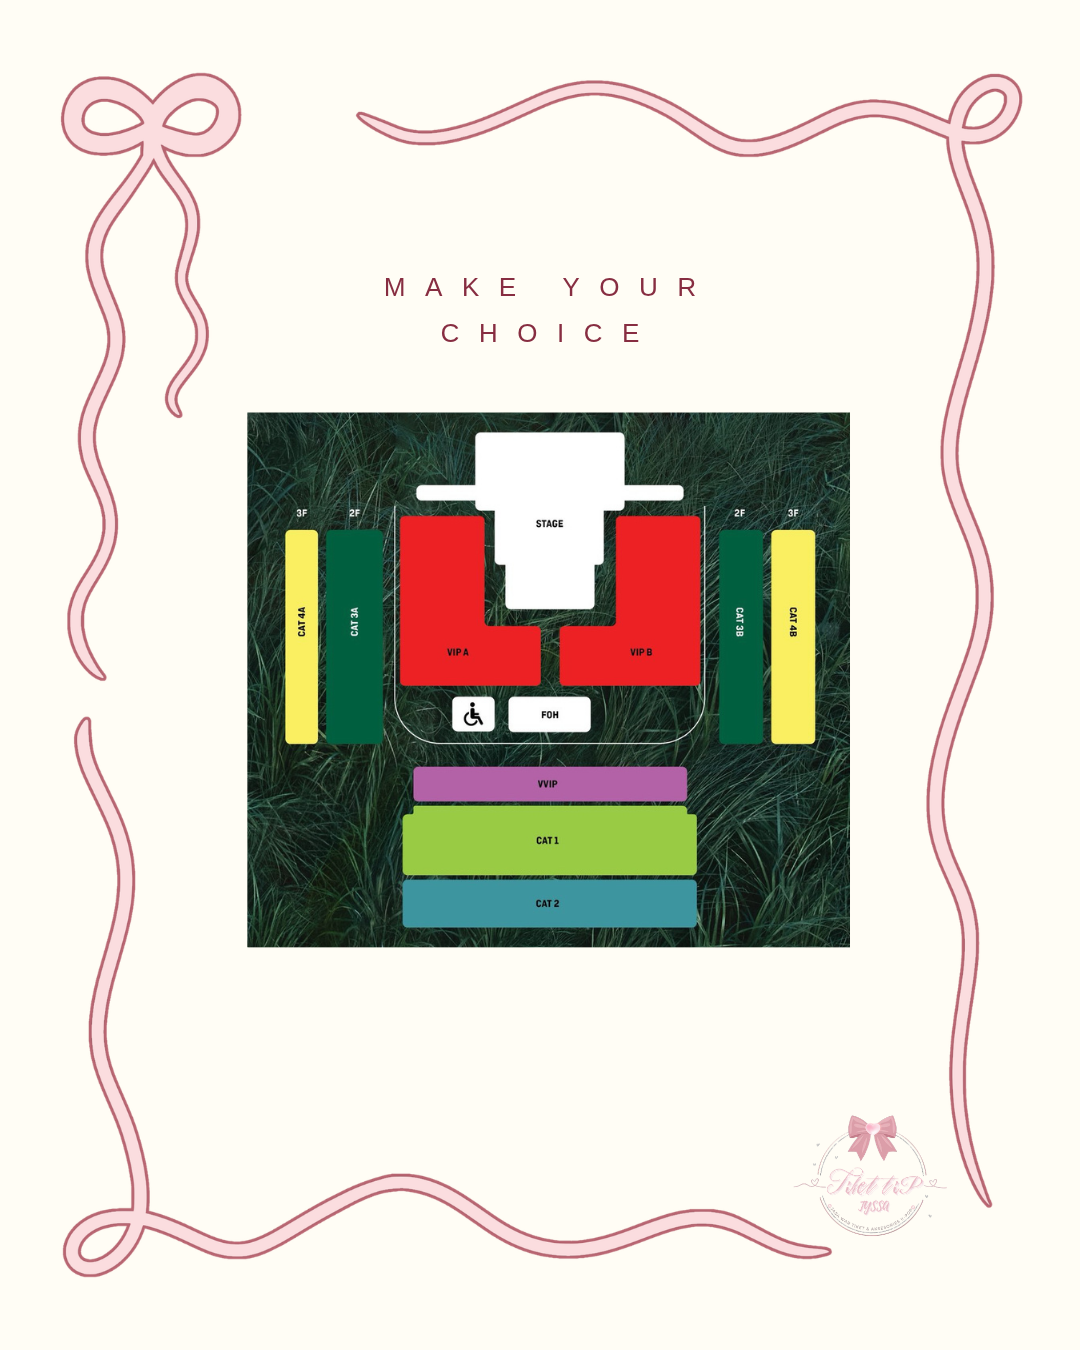 MAKE YOUR
CHOICE
STAGE
3F
2F
2F
3F
CAT 4A
CAT 3A
CAT 3B
CAT 4B
VIP A
VIP B
FOH
VVIP
CAT 1
CAT 2
Tiket tiP
Tyssa